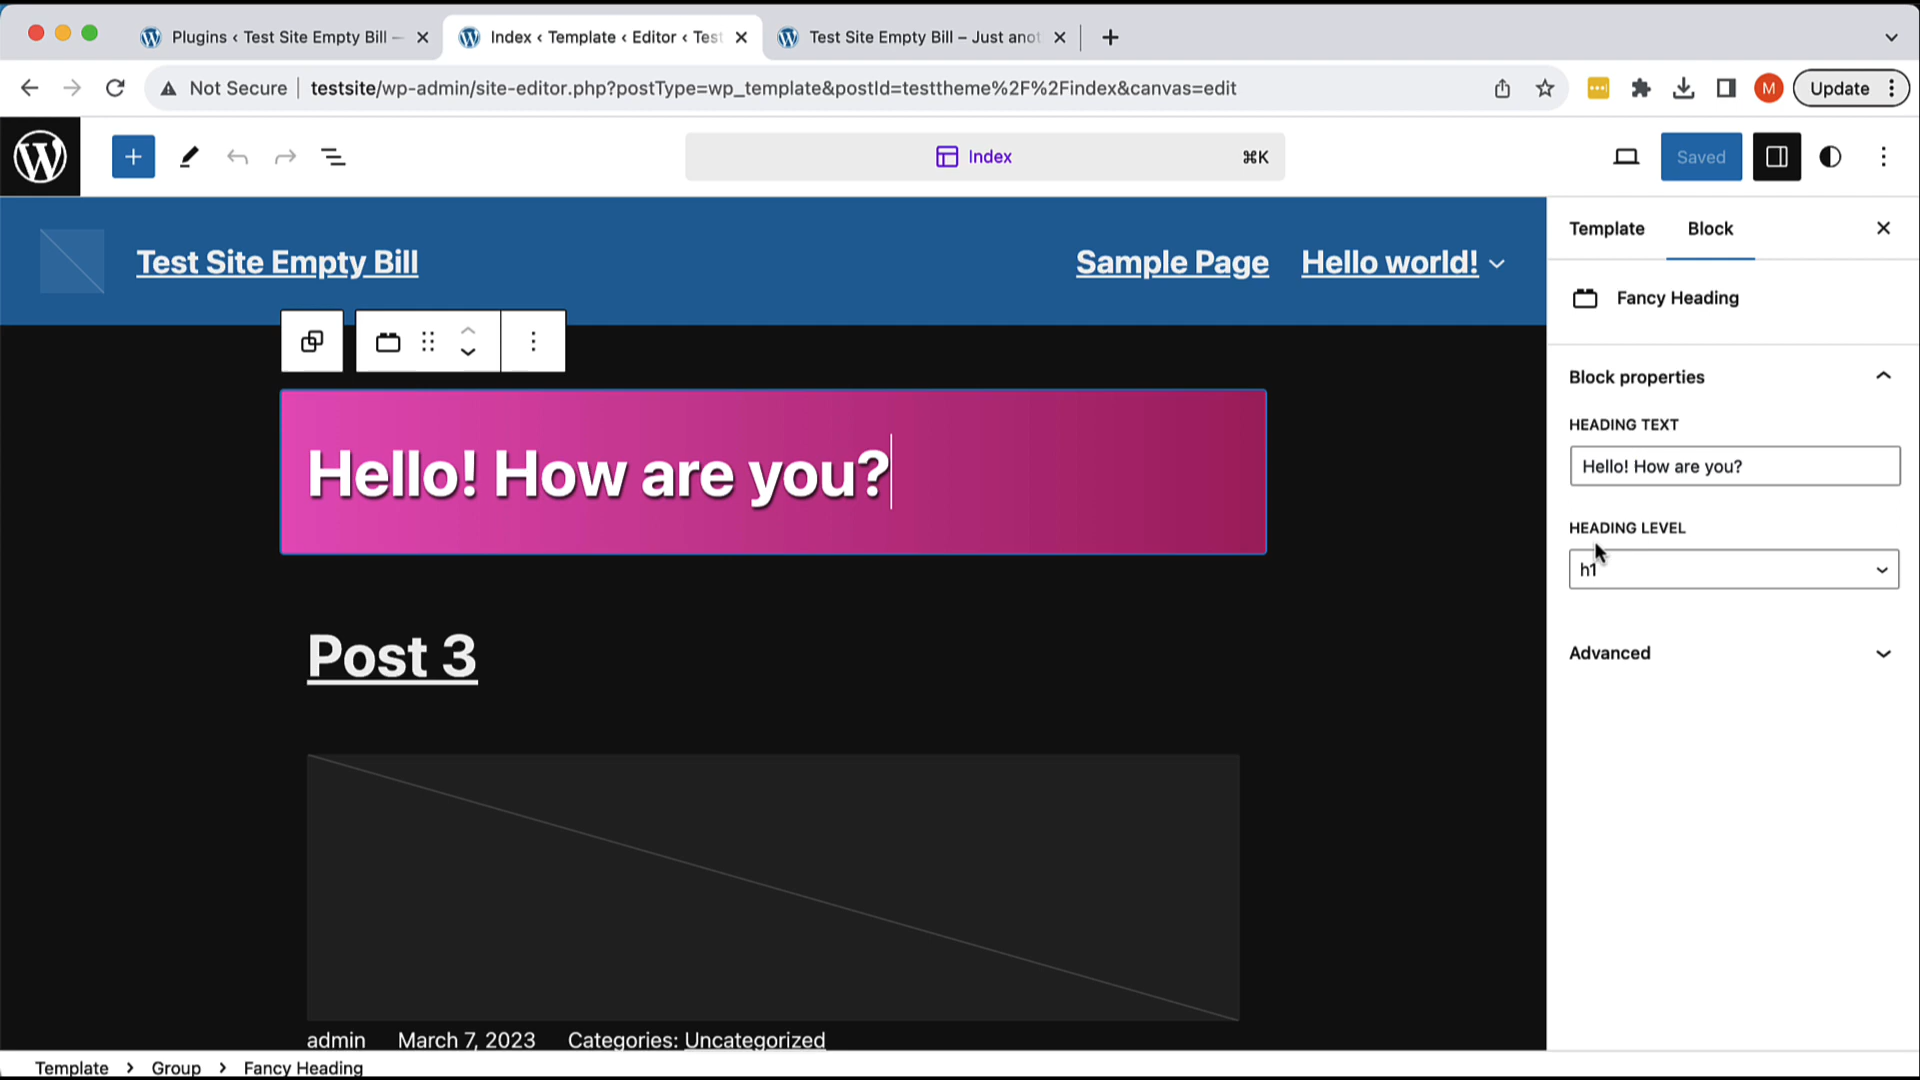 Plugins ‹ Test Site Empty Bill —
Index ‹ Template ‹ Editor ‹ Test
Test Site Empty Bill – Just anot
Not Secure
testsite/wp-admin/site-editor.php?postType=wp_template&postId=testtheme%2F%2Findex&canvas=edit
M
Update
Index
⌘K
Saved
Test Site Empty Bill
Sample Page
Hello world!
Template
Block
Fancy Heading
Block properties
HEADING TEXT
Hello! How are you?
HEADING LEVEL
h1
Advanced
Hello! How are you?
Post 3
admin
March 7, 2023
Categories: Uncategorized
Template > Group > Fancy Heading